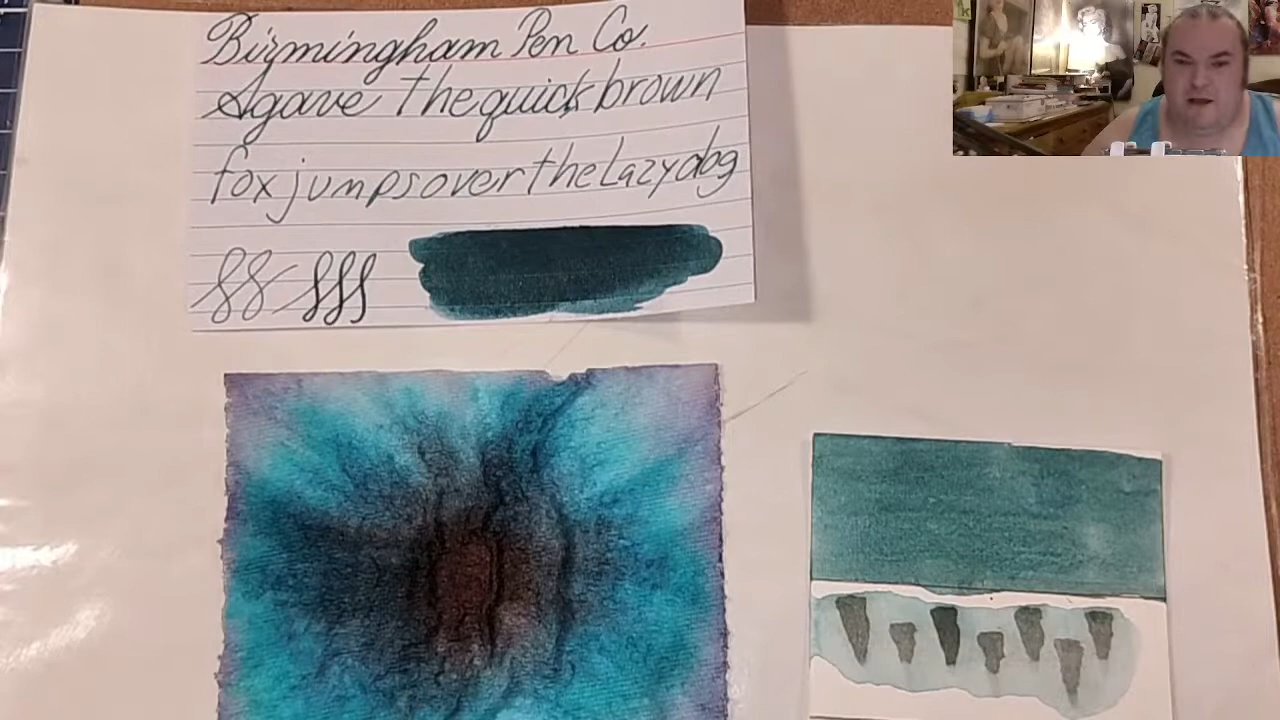 Birmingham Pen Co.
Agave The quick brown
fox jumps over the Lazy dog